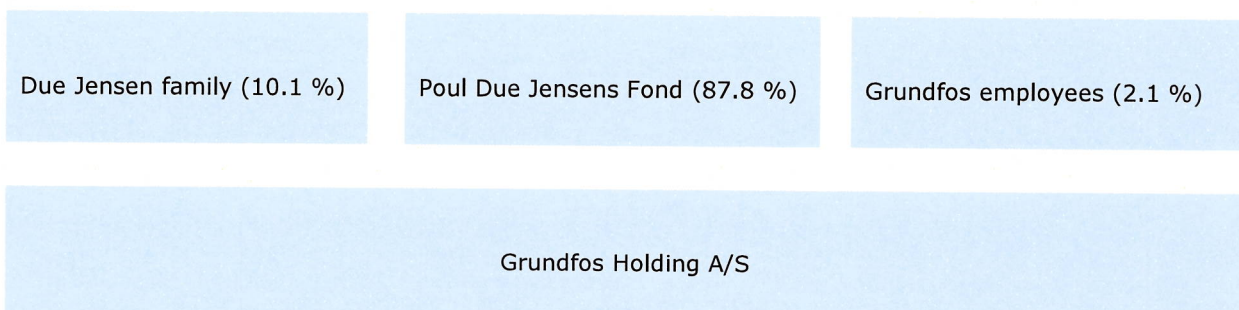 Due Jensen family (10.1 %)
Poul Due Jensens Fond (87.8 %)
Grundfos employees (2.1 %)
Grundfos Holding A/S